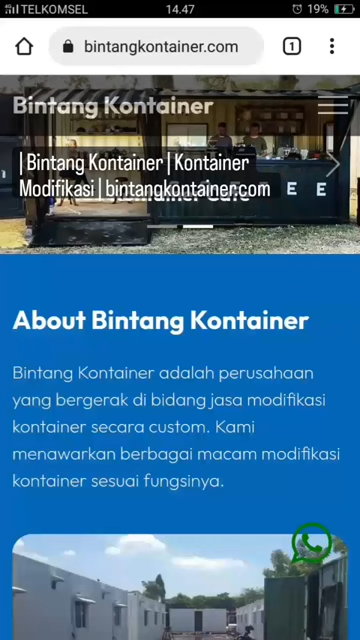 TELKOMSEL
14.47
19%
bintangkontainer.com
1
Bintang Kontainer
| Bintang Kontainer | Kontainer
Modifikasi | bintangkontainer.com
E E
About Bintang Kontainer
Bintang Kontainer adalah perusahaan
yang bergerak di bidang jasa modifikasi
kontainer secara custom. Kami
menawarkan berbagai macam modifikasi
kontainer sesuai fungsinya.